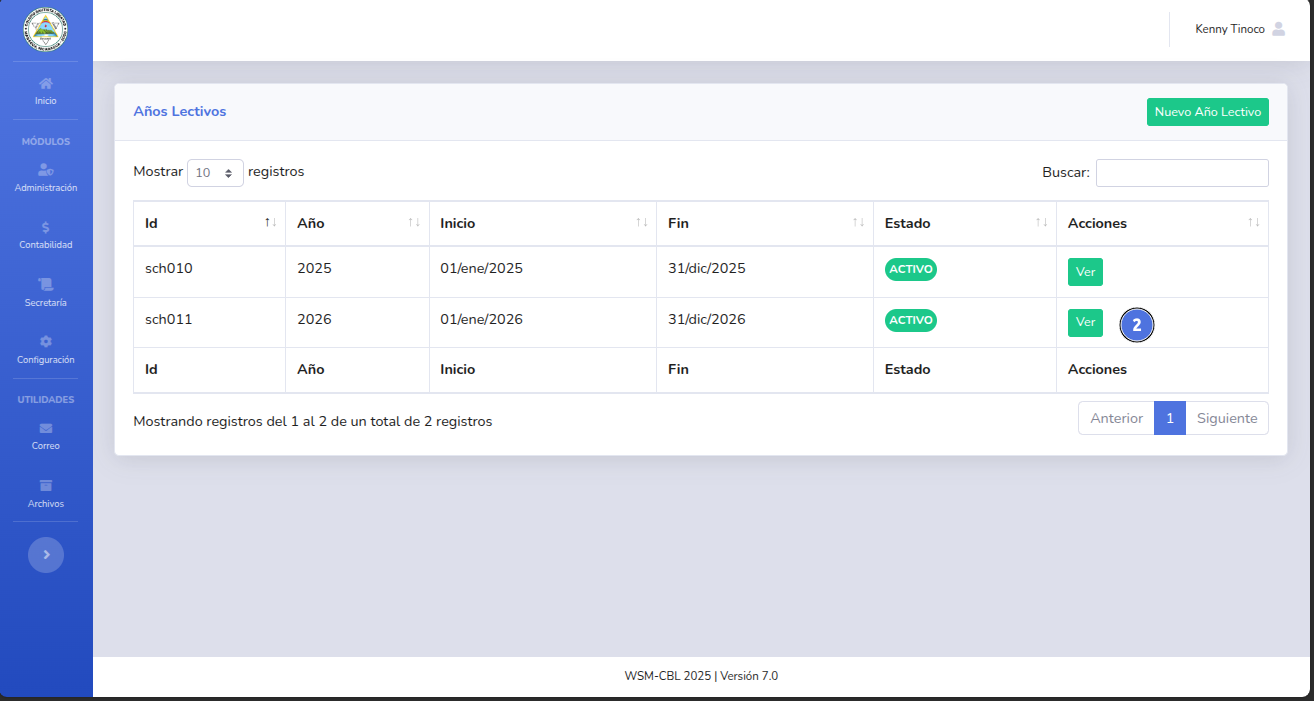 Kenny Tinoco
Inicio
MÓDULOS
Administración
Contabilidad
Secretaría
Configuración
UTILIDADES
Correo
Archivos
Años Lectivos
Nuevo Año Lectivo
Mostrar 10 registros
Buscar:
Id Año Inicio Fin Estado Acciones
sch010 2025 01/ene/2025 31/dic/2025 ACTIVO Ver
sch011 2026 01/ene/2026 31/dic/2026 ACTIVO Ver 2
Id Año Inicio Fin Estado Acciones
Mostrando registros del 1 al 2 de un total de 2 registros
Anterior 1 Siguiente
WSM-CBL 2025 | Versión 7.0